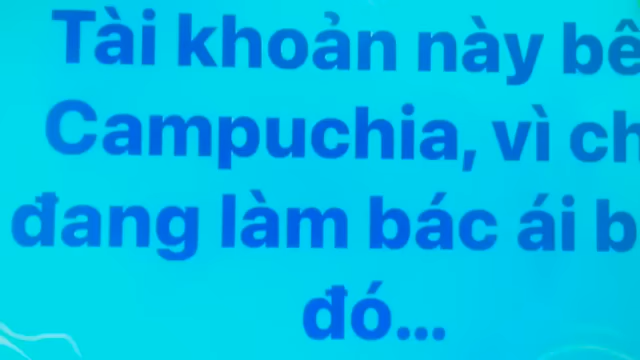 Tài khoản này bê
Campuchia, vì ch
đang làm bác ái b
đó...